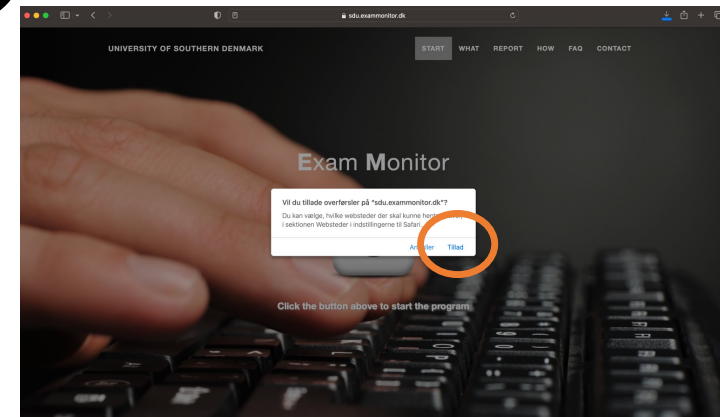 sdu.exammonitor.dk
UNIVERSITY OF SOUTHERN DENMARK
START WHAT REPORT HOW FAQ CONTACT
Exam Monitor
Vil du tillade overførsler på "sdu.exammonitor.dk"?
Du kan vælge, hvilke websteder der skal kunne
i sektionen Websteder i indstillingerne til Safari.
Tillad
Click the button above to start the program